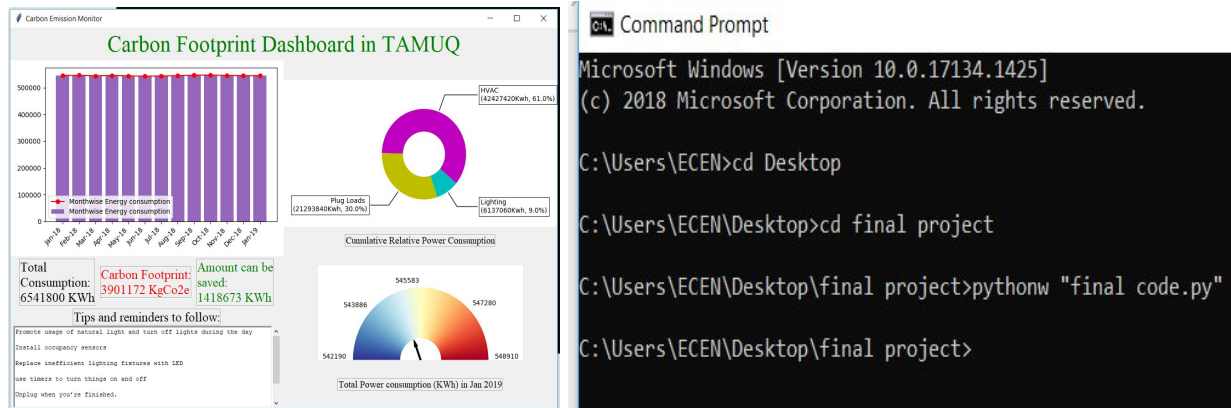 Carbon Emission Monitor
Carbon Footprint Dashboard in TAMUQ
500000
400000
300000
200000
100000
0
Monthwise Energy consumption
Monthwise Energy consumption
Jan-18
Feb-18
Mar-18
Apr-18
May-18
Jun-18
Jul-18
Aug-18
Sep-18
Oct-18
Nov-18
Dec-18
Jan-19
HVAC
(42427420Kwh, 61.0%)
Plug Loads
(21293840Kwh, 30.0%)
Lighting
(6137060Kwh, 9.0%)
Cumulative Relative Power Consumption
Total
Consumption:
6541800 KWh
Carbon Footprint:
3901172 KgCo2e
Amount can be
saved:
1418673 KWh
Tips and reminders to follow:
Promote usage of natural light and turn off lights during the day
Install occupancy sensors
Replace inefficient lighting fixtures with LED
use timers to turn things on and off
Unplug when you're finished.
542190
543886
545583
547280
548910
Total Power consumption (KWh) in Jan 2019
Command Prompt
Microsoft Windows [Version 10.0.17134.1425]
(c) 2018 Microsoft Corporation. All rights reserved.
C:\Users\ECEN>cd Desktop
C:\Users\ECEN\Desktop>cd final project
C:\Users\ECEN\Desktop\final project>pythonw "final code.py"
C:\Users\ECEN\Desktop\final project>